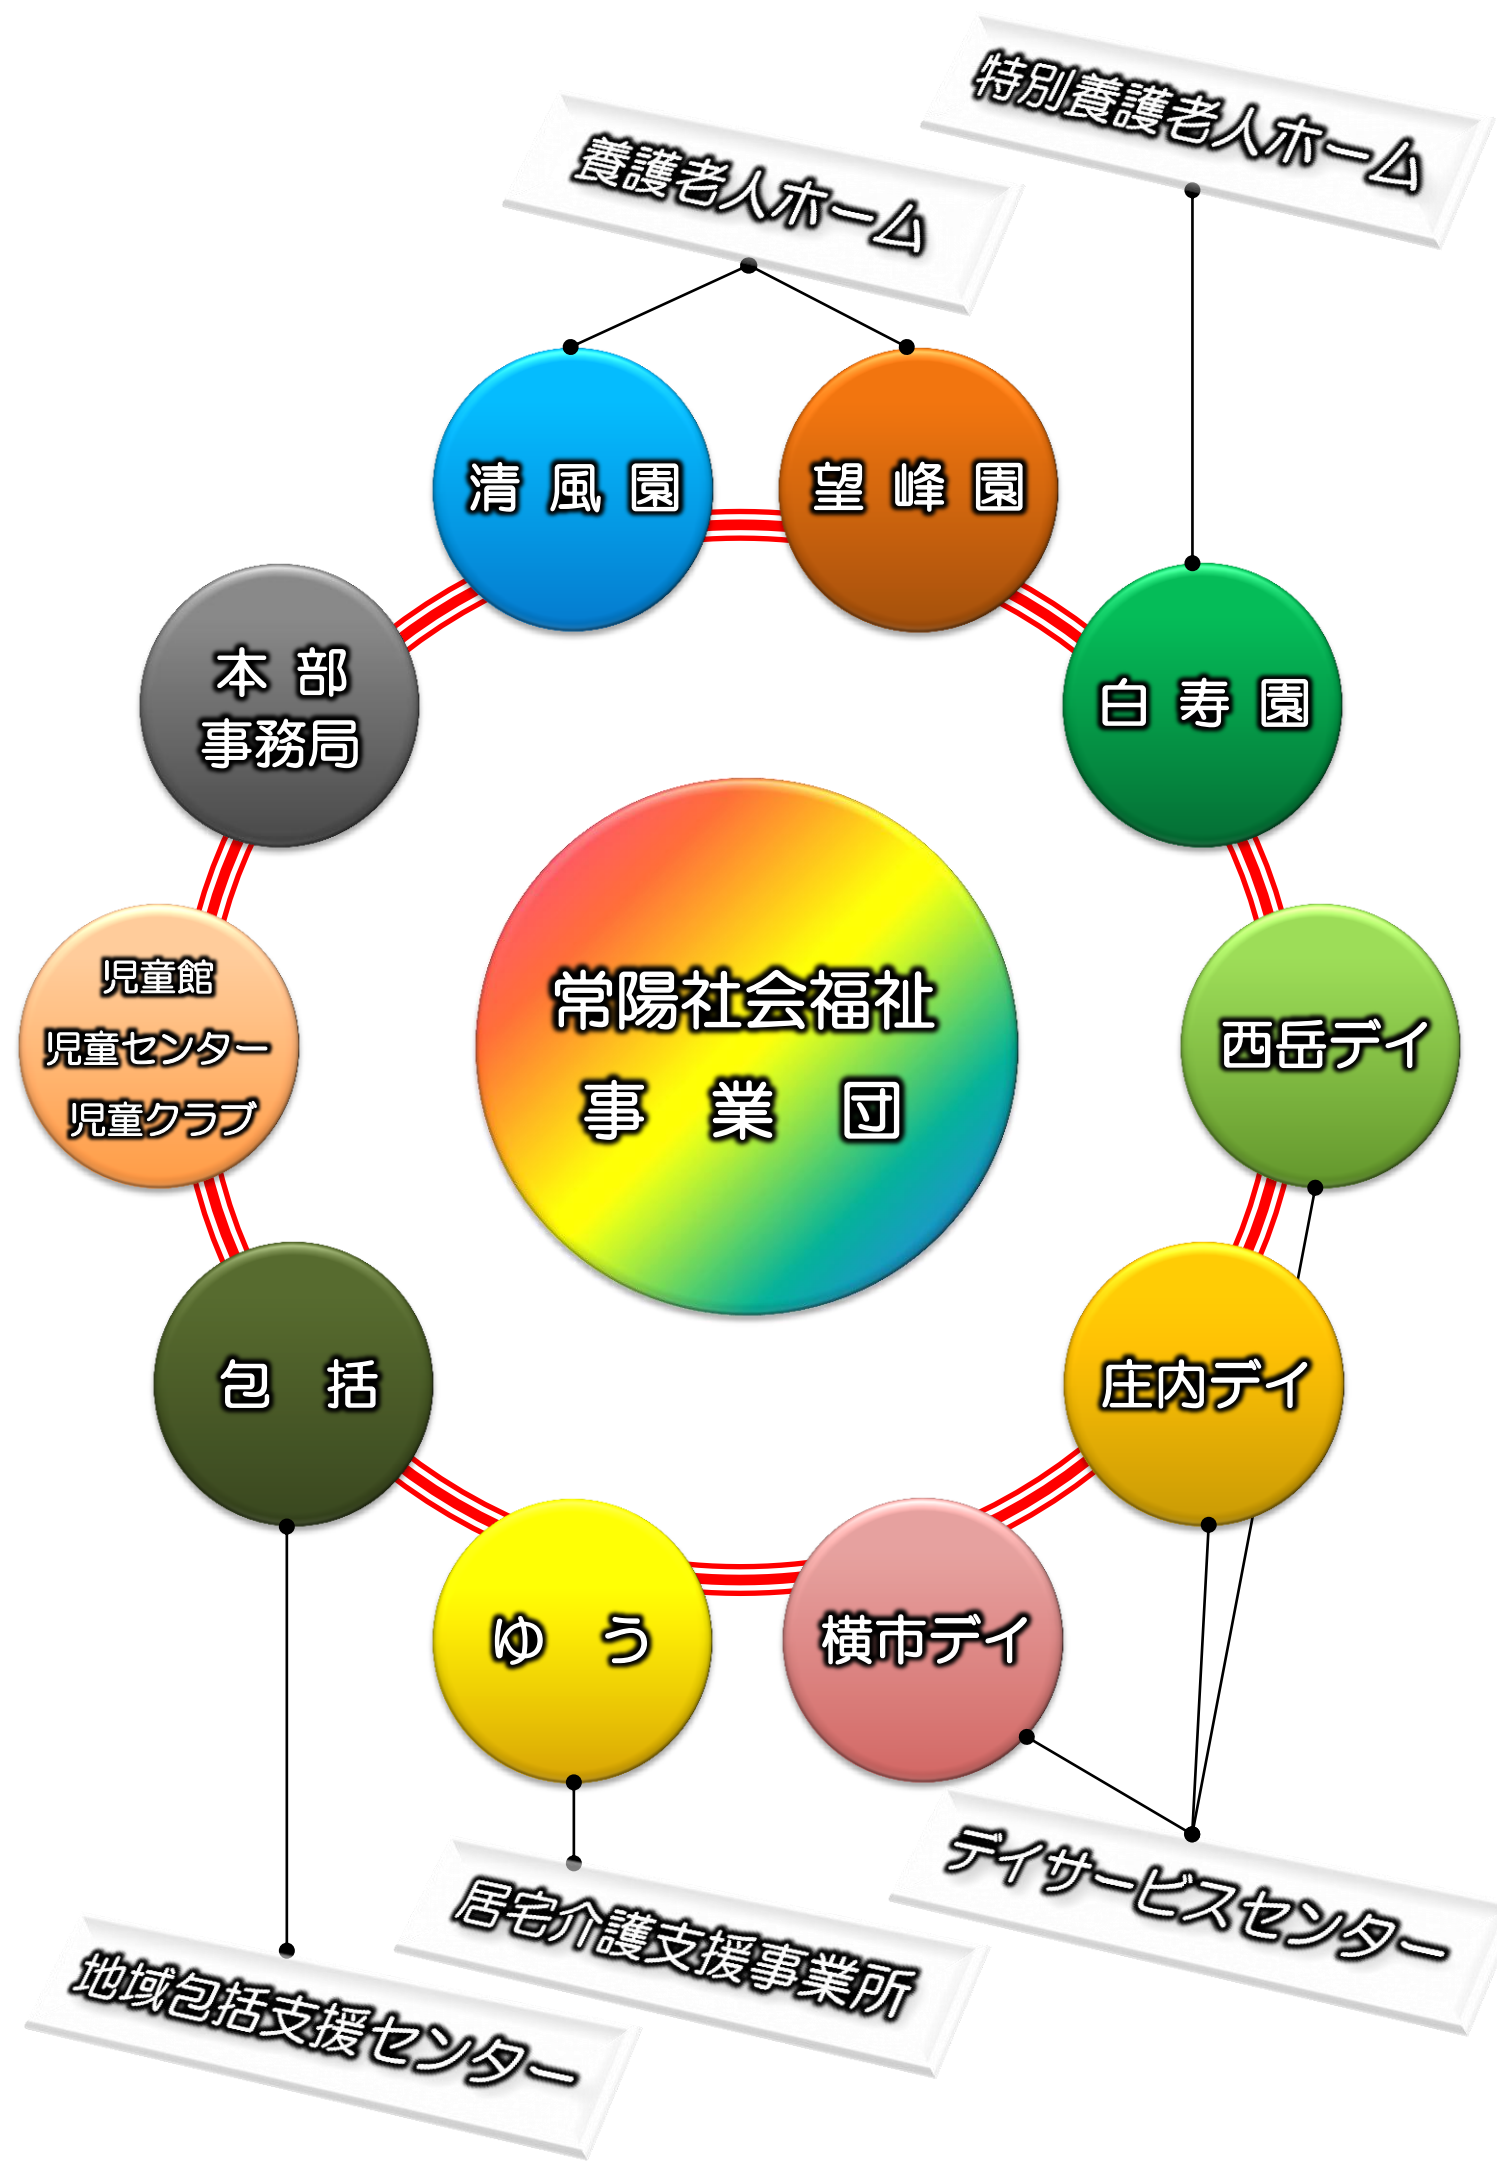 特別養護老人ホーム
養護老人ホーム
清風園
望峰園
本部
事務局
白寿園
児童館
児童センター
児童クラブ
常陽社会福祉
事業団
西岳デイ
包括
庄内デイ
ゆう
横市デイ
デイサービスセンター
居宅介護支援事業所
地域包括支援センター